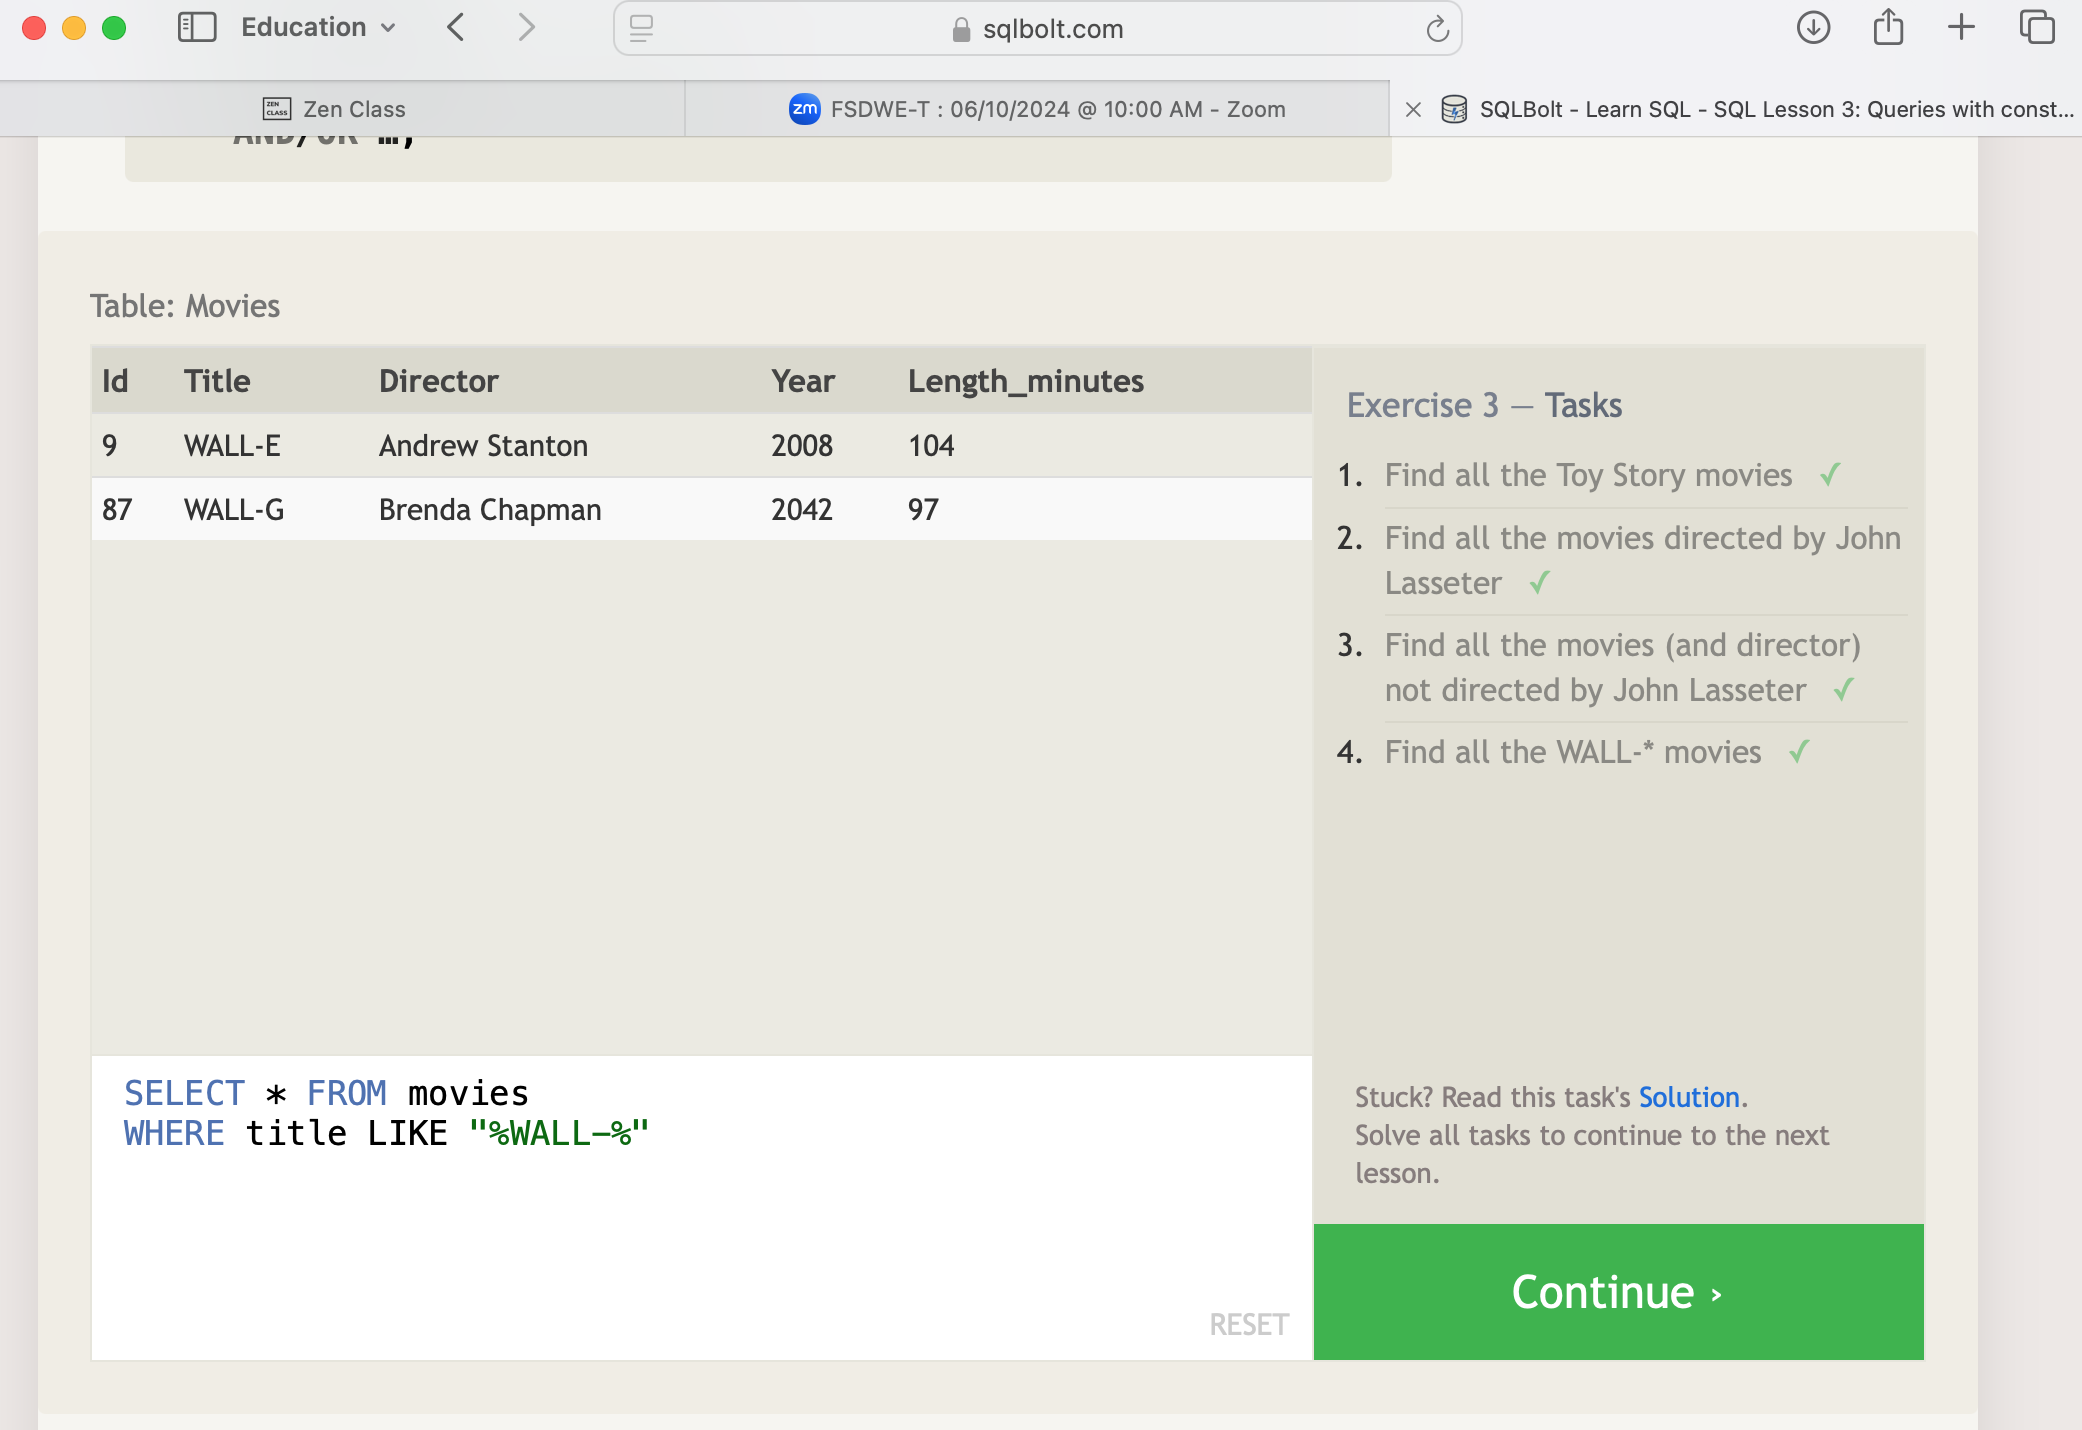 Education
sqlbolt.com
ZEN CLASS
Zen Class
zm
FSDWE-T : 06/10/2024 @ 10:00 AM - Zoom
SQLBolt - Learn SQL - SQL Lesson 3: Queries with const...
AND/OR …;
Table: Movies
Id Title Director Year Length_minutes
9 WALL-E Andrew Stanton 2008 104
87 WALL-G Brenda Chapman 2042 97
SELECT * FROM movies
WHERE title LIKE "%WALL-%"
RESET
Exercise 3 — Tasks
1. Find all the Toy Story movies ✓
2. Find all the movies directed by John
Lasseter ✓
3. Find all the movies (and director)
not directed by John Lasseter ✓
4. Find all the WALL-* movies ✓
Stuck? Read this task's Solution.
Solve all tasks to continue to the next
lesson.
Continue ›